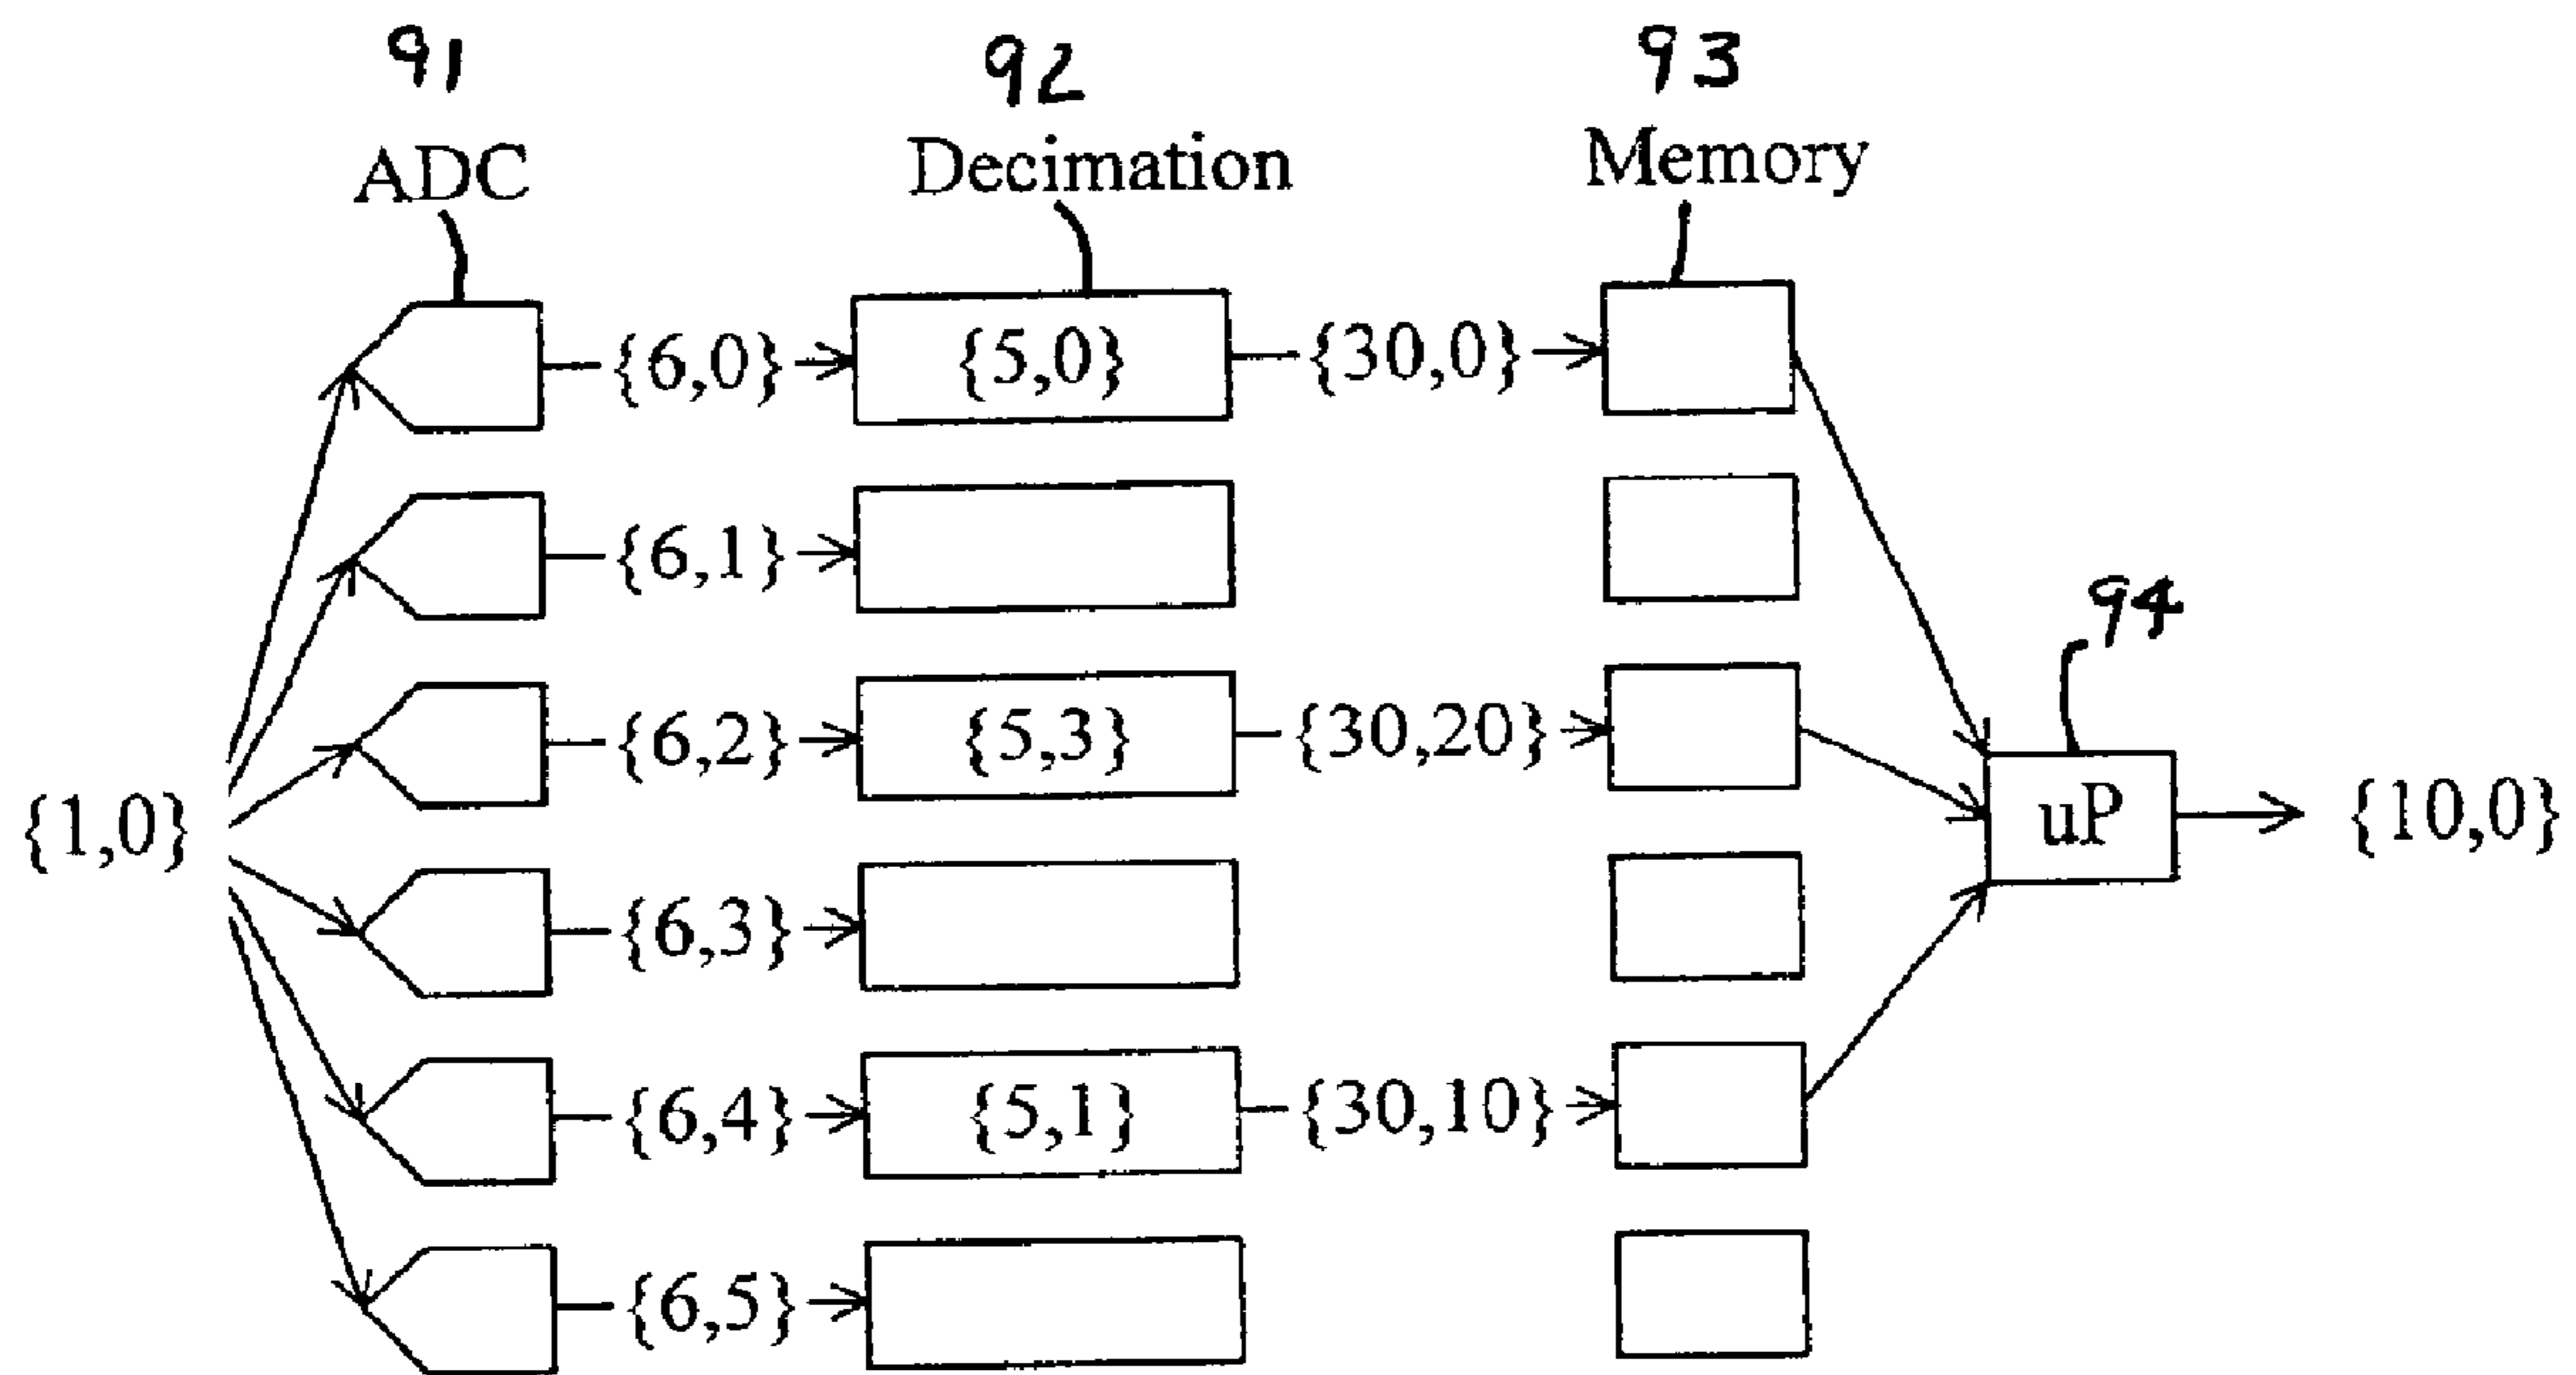 91 92 93
ADC Decimation Memory
{6,0} {5,0} {30,0}
{6,1}
94
{6,2} {5,3} {30,20}
{1,0} uP {10,0}
{6,3}
{6,4} {5,1} {30,10}
{6,5}